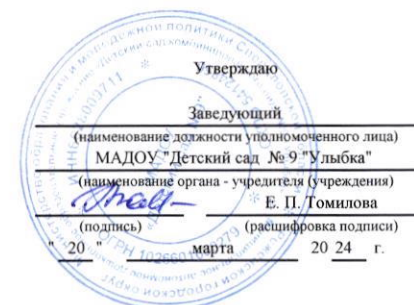 Утверждаю
Заведующий
(наименование должности уполномоченного лица)
МАДОУ "Детский сад № 9 "Улыбка"
(наименование органа - учредителя (учреждения)
Е. П. Томилова
(подпись) (расшифровка подписи)
" 20 " марта 20 24 г.